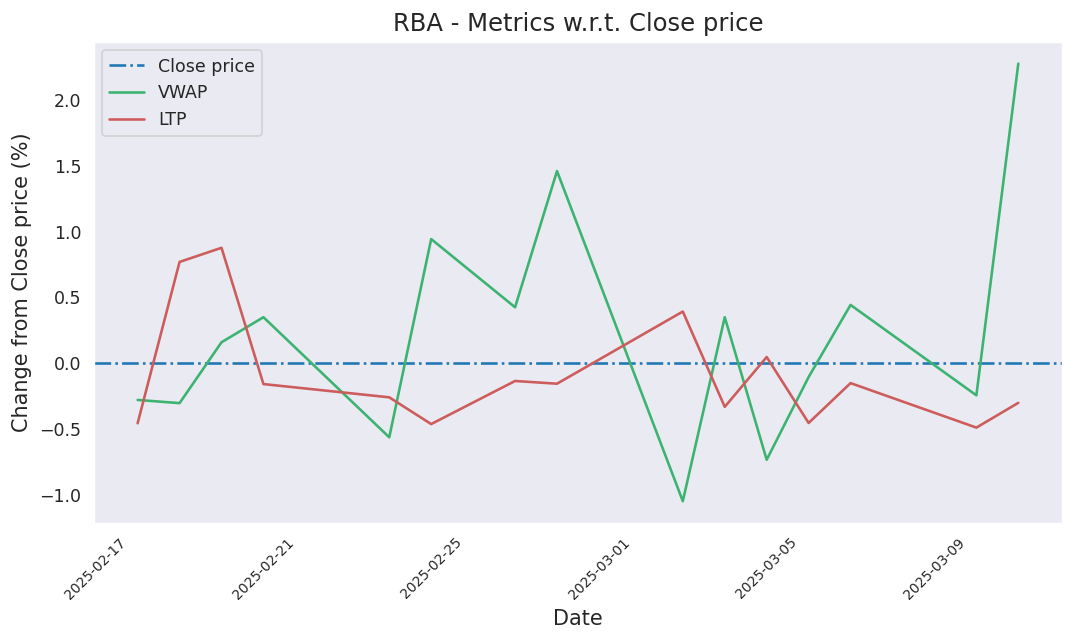 RBA - Metrics w.r.t. Close price
Close price
VWAP
LTP
Change from Close price (%)
2.0
1.5
1.0
0.5
0.0
−0.5
−1.0
2025-02-17
2025-02-21
2025-02-25
2025-03-01
2025-03-05
2025-03-09
Date